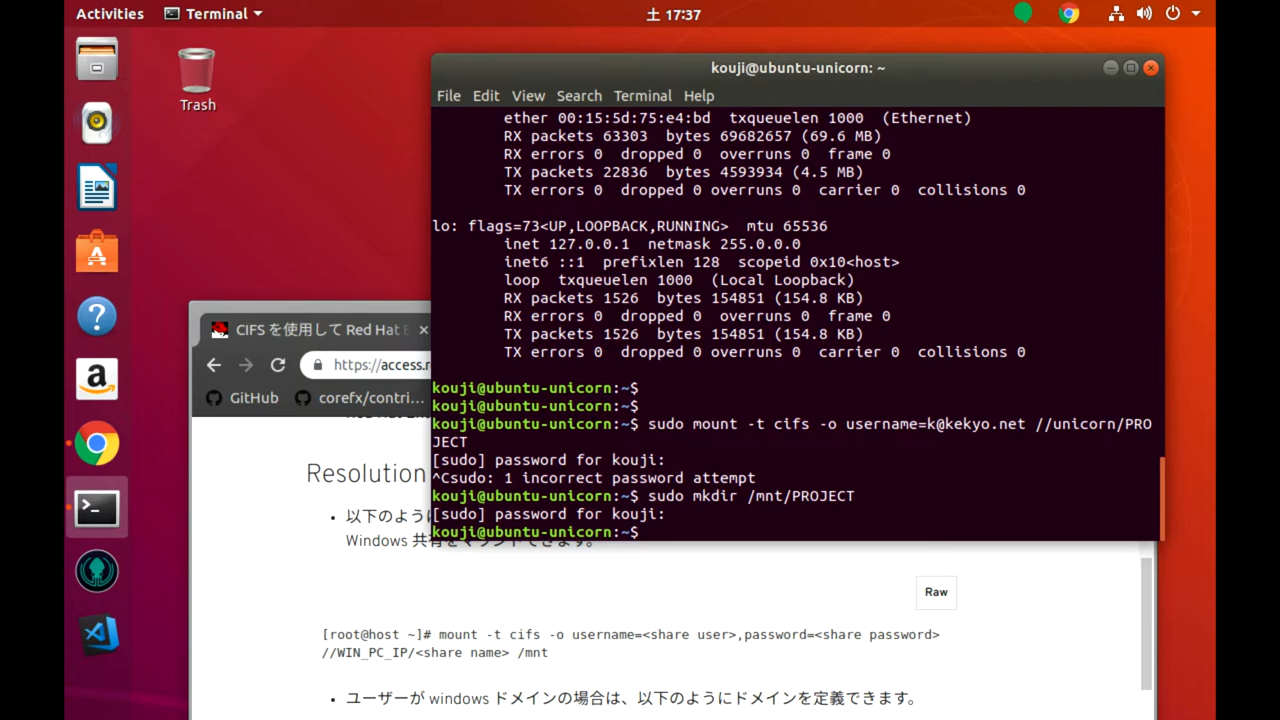 Activities Terminal 土 17:37
Trash
kouji@ubuntu-unicorn: ~
File Edit View Search Terminal Help
ether 00:15:5d:75:e4:bd txqueuelen 1000 (Ethernet)
RX packets 63303 bytes 69682657 (69.6 MB)
RX errors 0 dropped 0 overruns 0 frame 0
TX packets 22836 bytes 4593934 (4.5 MB)
TX errors 0 dropped 0 overruns 0 carrier 0 collisions 0
lo: flags=73<UP,LOOPBACK,RUNNING> mtu 65536
inet 127.0.0.1 netmask 255.0.0.0
inet6 ::1 prefixlen 128 scopeid 0x10<host>
loop txqueuelen 1000 (Local Loopback)
RX packets 1526 bytes 154851 (154.8 KB)
RX errors 0 dropped 0 overruns 0 frame 0
TX packets 1526 bytes 154851 (154.8 KB)
TX errors 0 dropped 0 overruns 0 carrier 0 collisions 0
kouji@ubuntu-unicorn:~$
kouji@ubuntu-unicorn:~$
kouji@ubuntu-unicorn:~$ sudo mount -t cifs -o username=k@kekyo.net //unicorn/PRO
JECT
[sudo] password for kouji:
^Csudo: 1 incorrect password attempt
kouji@ubuntu-unicorn:~$ sudo mkdir /mnt/PROJECT
[sudo] password for kouji:
kouji@ubuntu-unicorn:~$
CIFS を使用して Red Hat E
https://access.r
GitHub corefx/contri...
Resolution
以下のように
Windows 共有をマウントできます。
Raw
[root@host ~]# mount -t cifs -o username=<share user>,password=<share password>
//WIN_PC_IP/<share name> /mnt
ユーザーが windows ドメインの場合は、以下のようにドメインを定義できます。